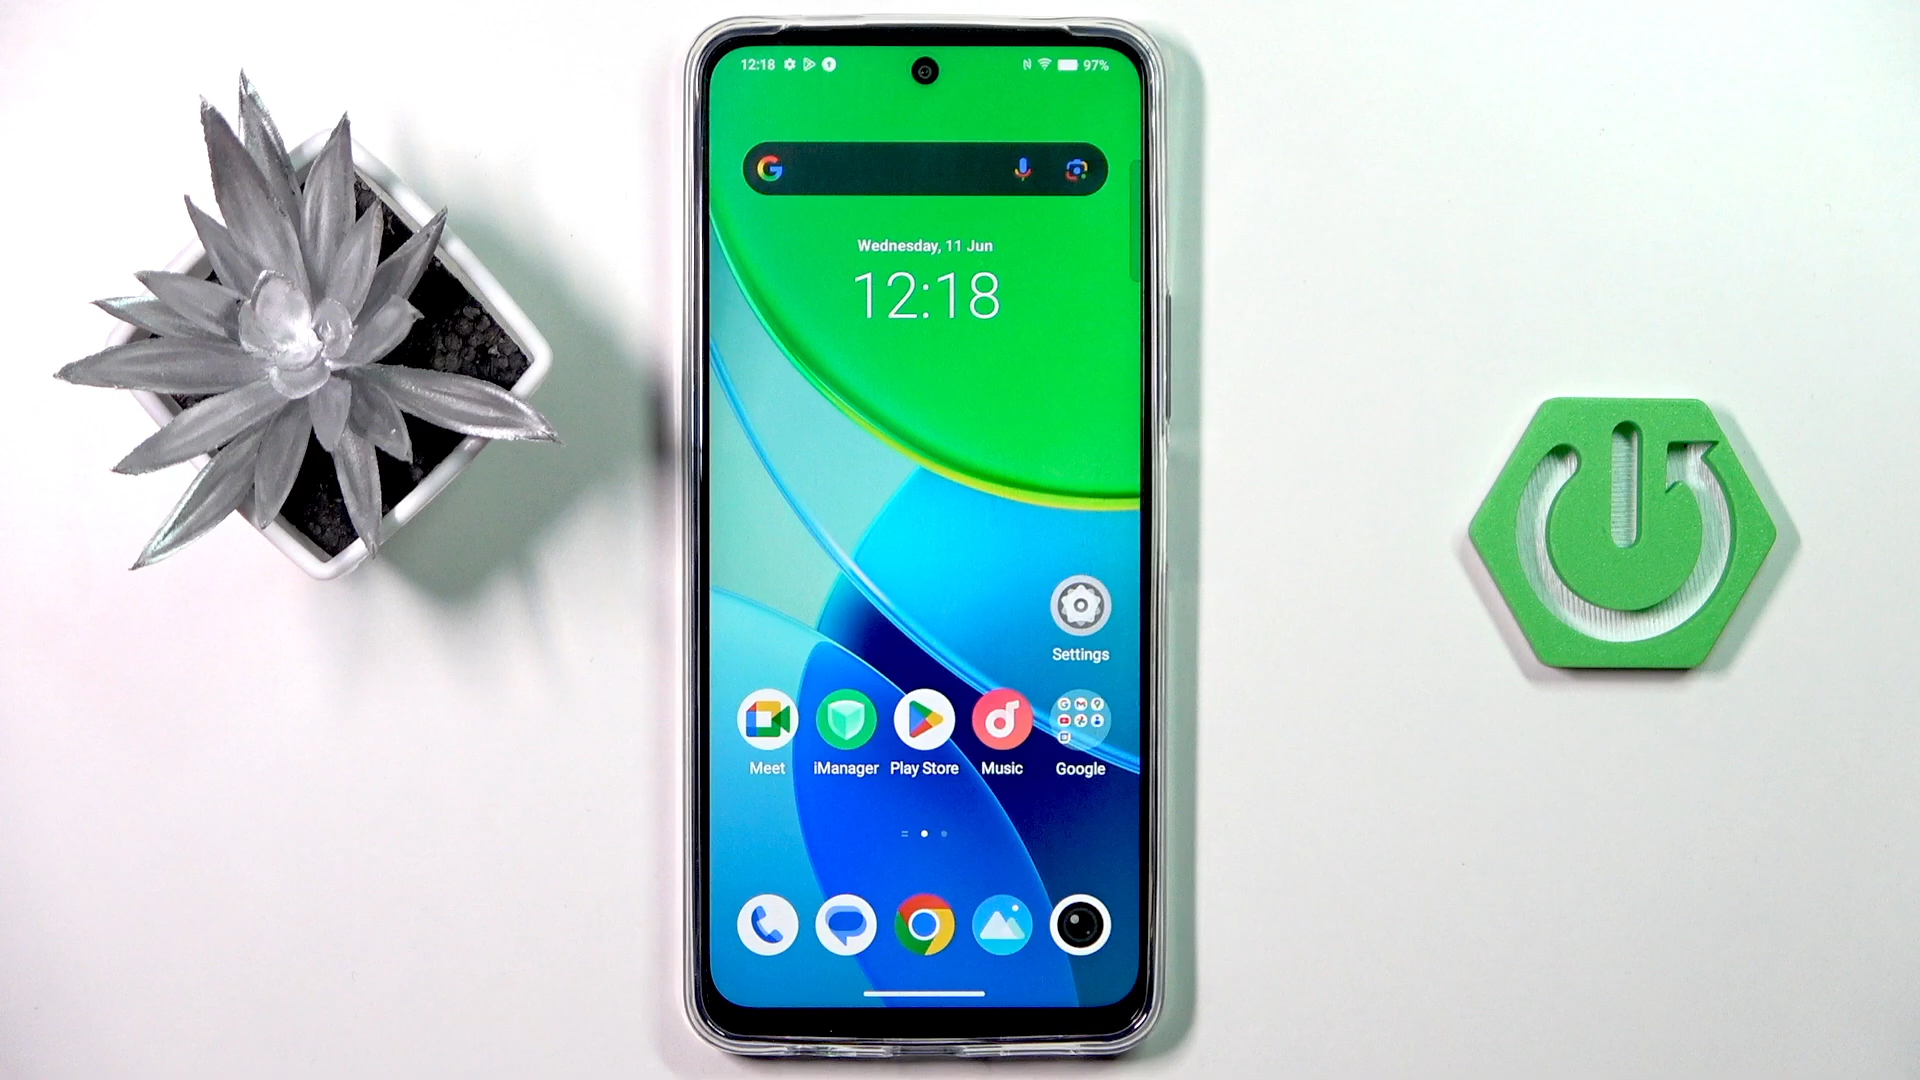 12:18
97%
Wednesday, 11 Jun
12:18
Settings
Meet iManager Play Store Music Google